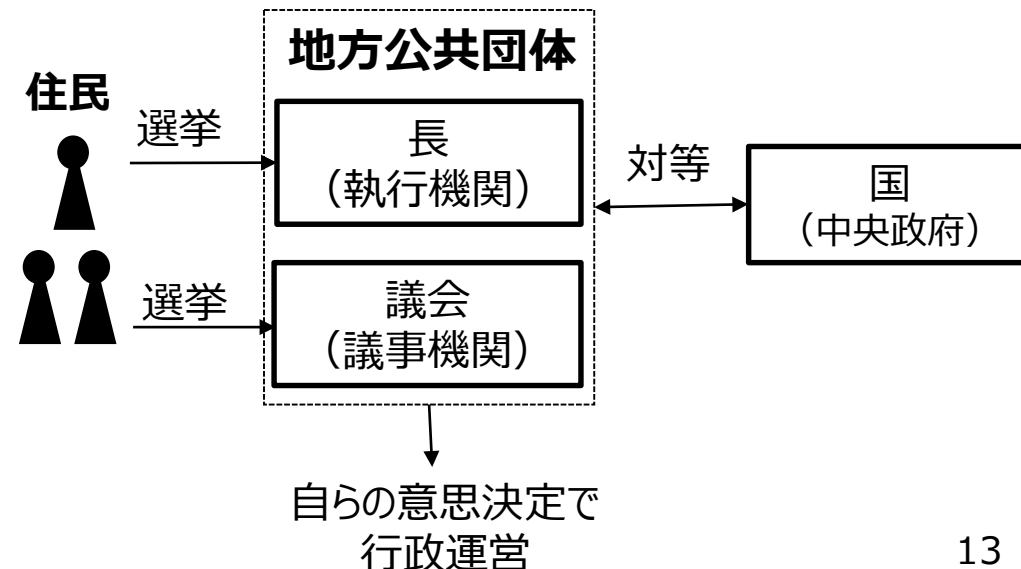 地方公共団体
住民
選挙
長
（執行機関）
対等
国
（中央政府）
選挙
議会
（議事機関）
自らの意思決定で
行政運営
13